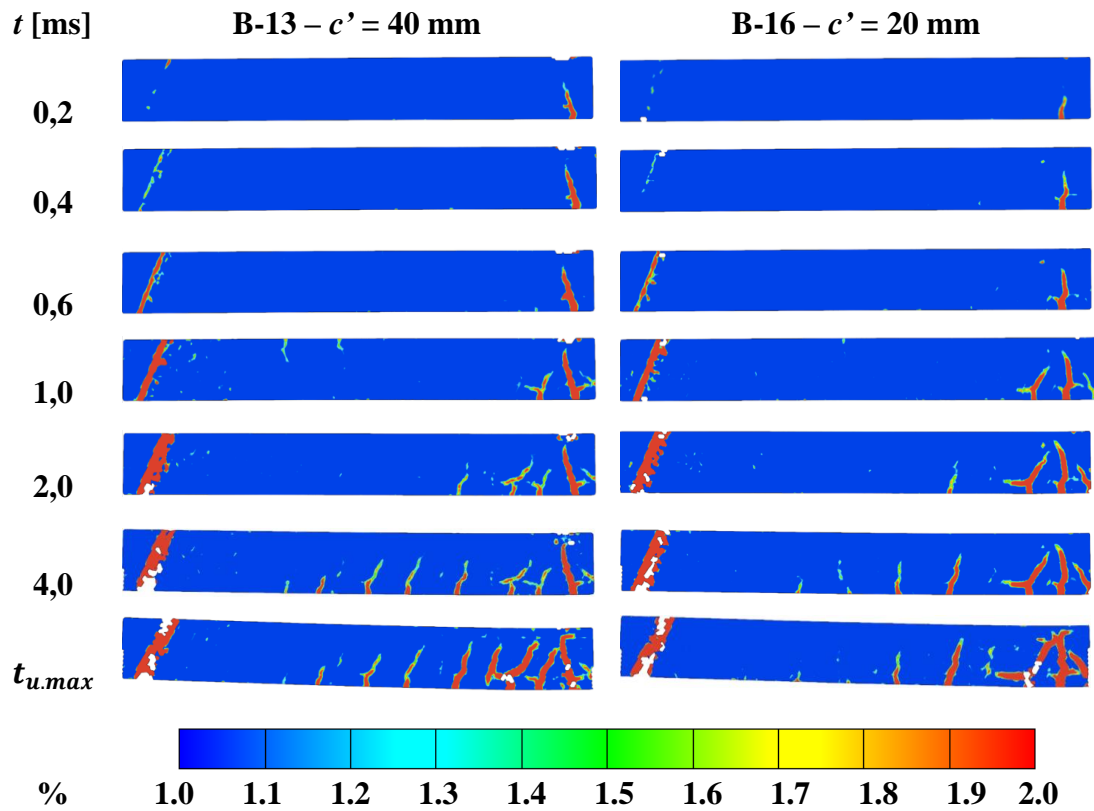 t [ms] B-13 – c’ = 40 mm B-16 – c’ = 20 mm
0,2
0,4
0,6
1,0
2,0
4,0
t_{u.max}
% 1.0 1.1 1.2 1.3 1.4 1.5 1.6 1.7 1.8 1.9 2.0